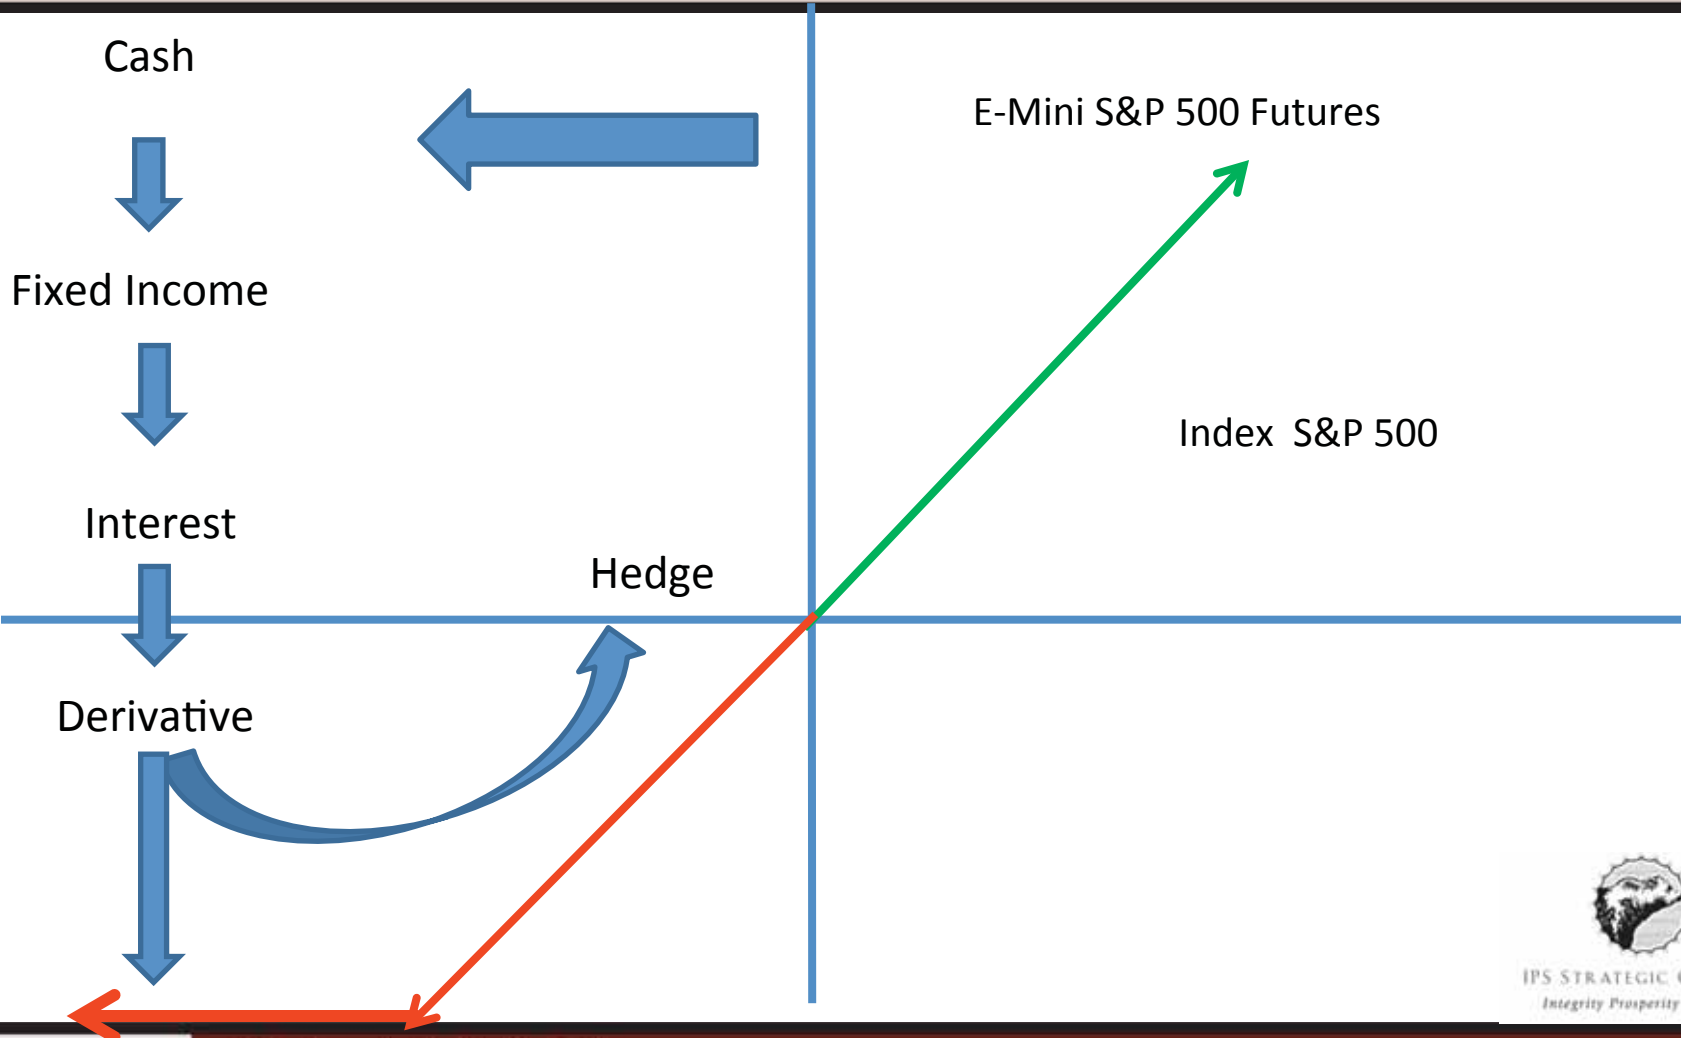 Cash
E-Mini S&P 500 Futures
Fixed Income
Index S&P 500
Interest
Hedge
Derivative
IPS STRATEGIC
Integrity Prosperity